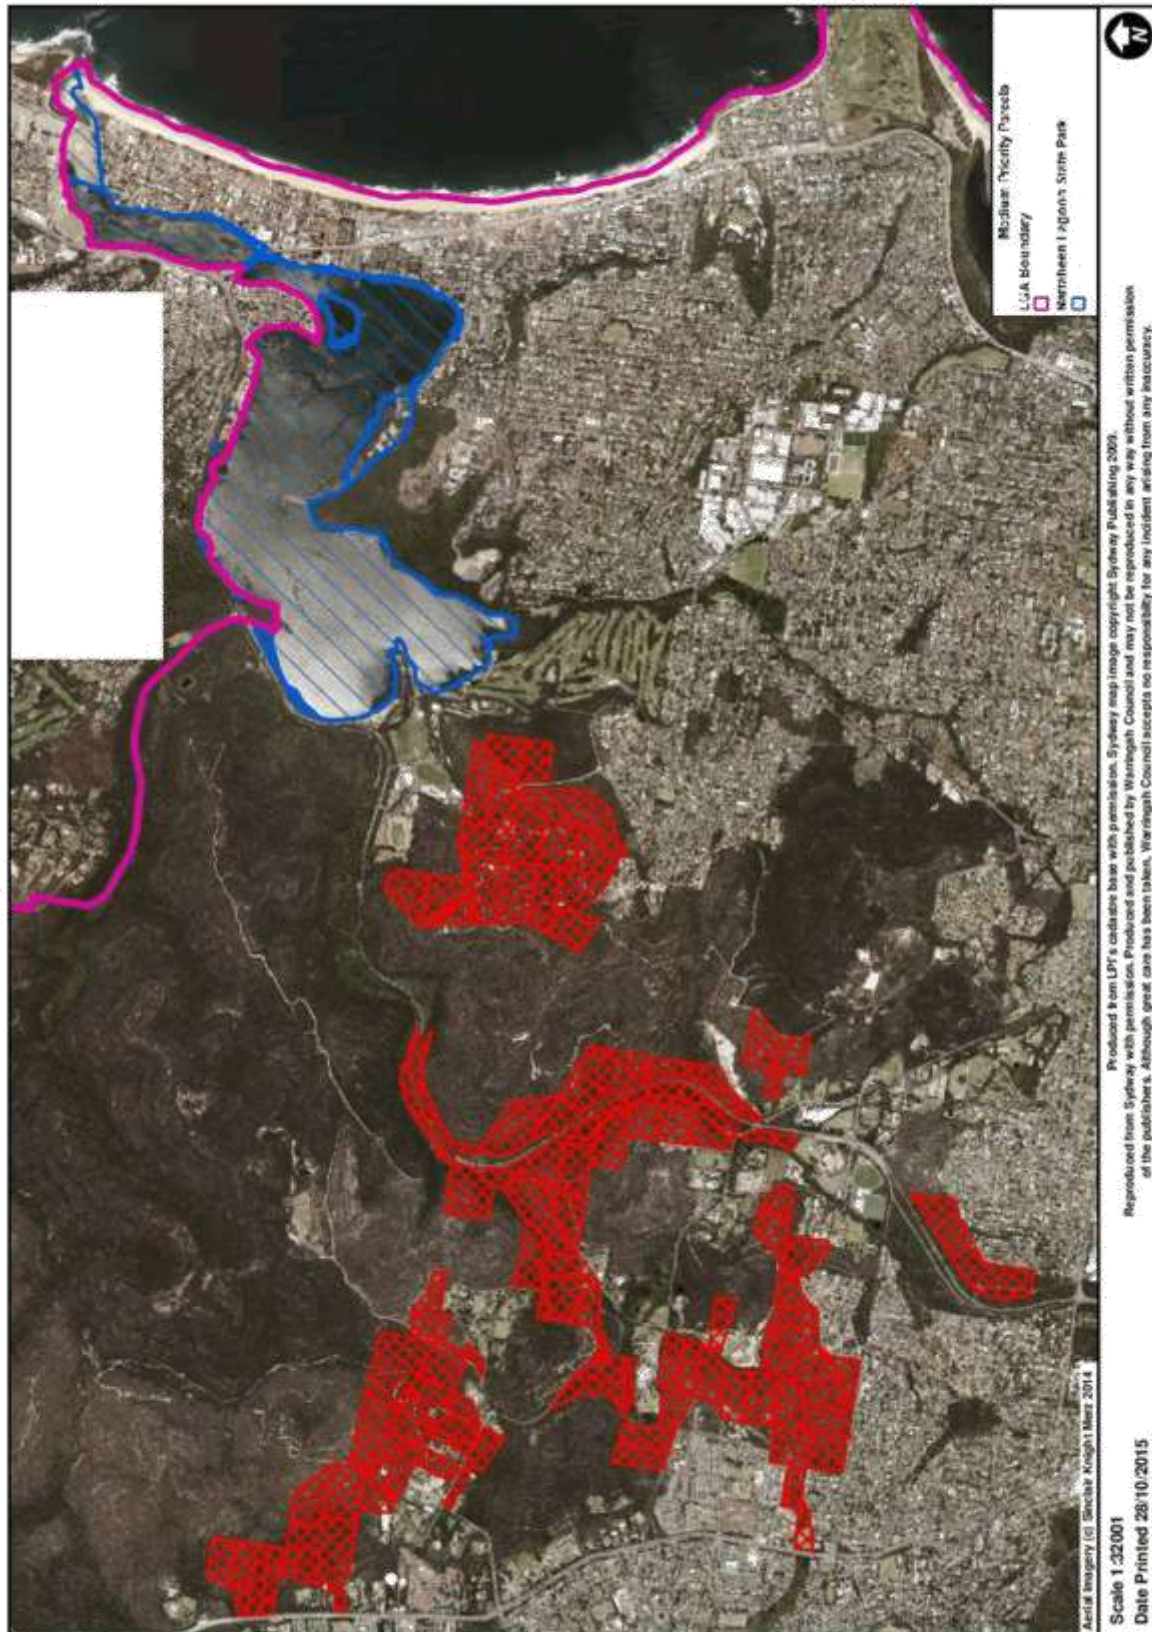 Medium Priority Parcels
LGA Boundary
Narrabeen Lagoon State Park
N
Aerial Imagery (c) Sinclair Knight Merz 2014
Scale 1:32001
Date Printed 28/10/2015
Produced from LPI's cadastre base with permission. Sydway map image copyright Sydway Publishing 2009.
Reproduced from Sydway with permission. Produced and published by Warringah Council and may not be reproduced in any way without written permission
of the publishers. Although great care has been taken, Warringah Council accepts no responsibility for any incident arising from any inaccuracy.